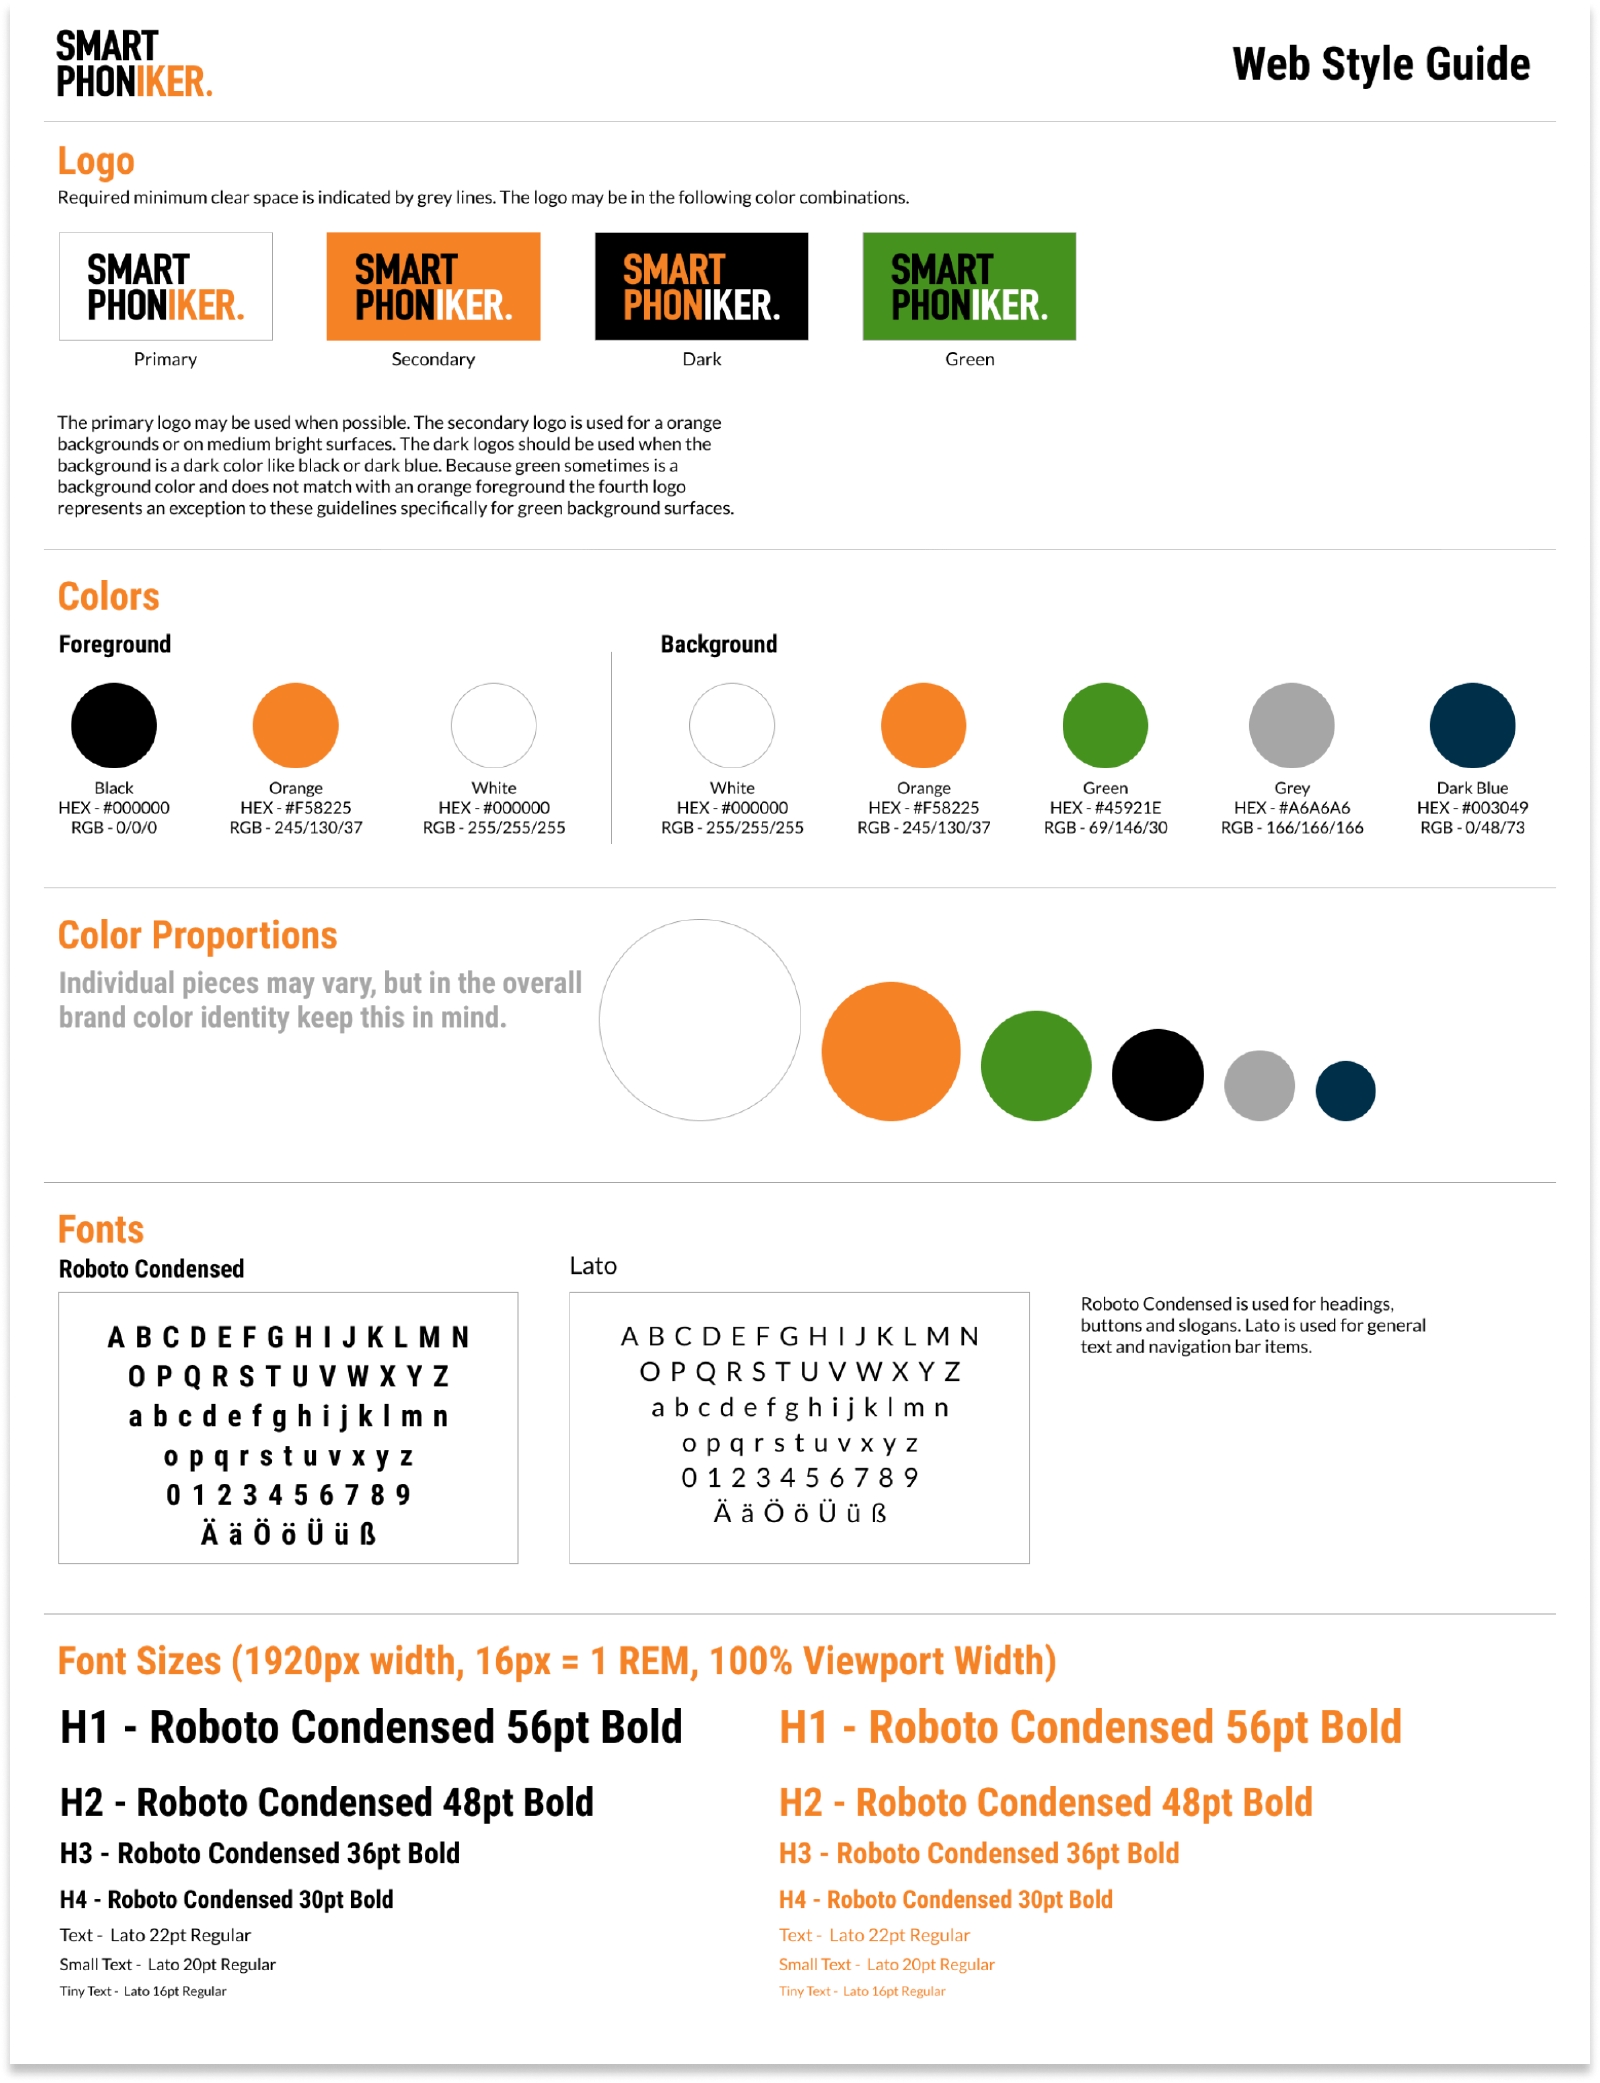 SMART
PHONIKER.
Web Style Guide
Logo
Required minimum clear space is indicated by grey lines. The logo may be in the following color combinations.
SMART
PHONIKER.
Primary
SMART
PHONIKER.
Secondary
SMART
PHONIKER.
Dark
SMART
PHONIKER.
Green
The primary logo may be used when possible. The secondary logo is used for a orange
backgrounds or on medium bright surfaces. The dark logos should be used when the
background is a dark color like black or dark blue. Because green sometimes is a
background color and does not match with an orange foreground the fourth logo
represents an exception to these guidelines specifically for green background surfaces.
Colors
Foreground
Black
HEX - #000000
RGB - 0/0/0
Orange
HEX - #F58225
RGB - 245/130/37
White
HEX - #000000
RGB - 255/255/255
Background
White
HEX - #000000
RGB - 255/255/255
Orange
HEX - #F58225
RGB - 245/130/37
Green
HEX - #45921E
RGB - 69/146/30
Grey
HEX - #A6A6A6
RGB - 166/166/166
Dark Blue
HEX - #003049
RGB - 0/48/73
Color Proportions
Individual pieces may vary, but in the overall
brand color identity keep this in mind.
Fonts
Roboto Condensed
A B C D E F G H I J K L M N
O P Q R S T U V W X Y Z
a b c d e f g h i j k l m n
o p q r s t u v x y z
0 1 2 3 4 5 6 7 8 9
Ä ä Ö ö Ü ü ß
Lato
A B C D E F G H I J K L M N
O P Q R S T U V W X Y Z
a b c d e f g h i j k l m n
o p q r s t u v x y z
0 1 2 3 4 5 6 7 8 9
Ä ä Ö ö Ü ü ß
Roboto Condensed is used for headings,
buttons and slogans. Lato is used for general
text and navigation bar items.
Font Sizes (1920px width, 16px = 1 REM, 100% Viewport Width)
H1 - Roboto Condensed 56pt Bold
H2 - Roboto Condensed 48pt Bold
H3 - Roboto Condensed 36pt Bold
H4 - Roboto Condensed 30pt Bold
Text - Lato 22pt Regular
Small Text - Lato 20pt Regular
Tiny Text - Lato 16pt Regular
H1 - Roboto Condensed 56pt Bold
H2 - Roboto Condensed 48pt Bold
H3 - Roboto Condensed 36pt Bold
H4 - Roboto Condensed 30pt Bold
Text - Lato 22pt Regular
Small Text - Lato 20pt Regular
Tiny Text - Lato 16pt Regular